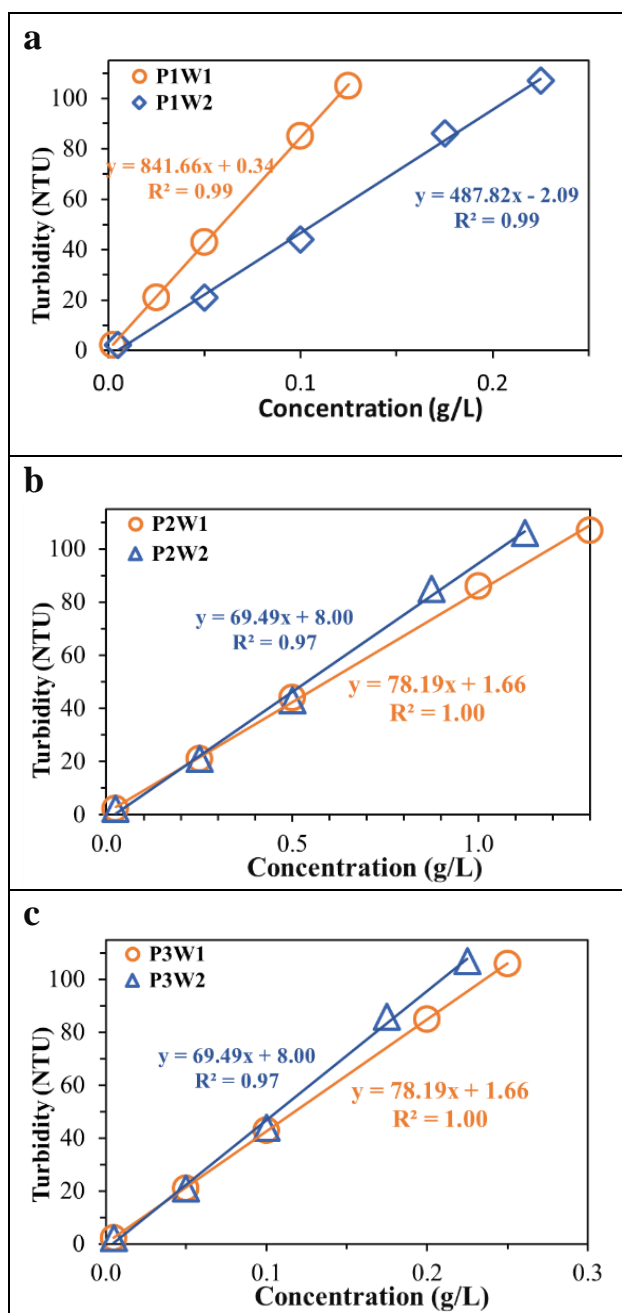 a
P1W1
P1W2
100
80
60
40
20
0
Turbidity (NTU)
y = 841.66x + 0.34
R² = 0.99
y = 487.82x - 2.09
R² = 0.99
0.0
0.1
0.2
Concentration (g/L)
b
P2W1
P2W2
100
80
60
40
20
0
Turbidity (NTU)
y = 69.49x + 8.00
R² = 0.97
y = 78.19x + 1.66
R² = 1.00
0.0
0.5
1.0
Concentration (g/L)
c
P3W1
P3W2
100
80
60
40
20
0
Turbidity (NTU)
y = 69.49x + 8.00
R² = 0.97
y = 78.19x + 1.66
R² = 1.00
0.0
0.1
0.2
0.3
Concentration (g/L)